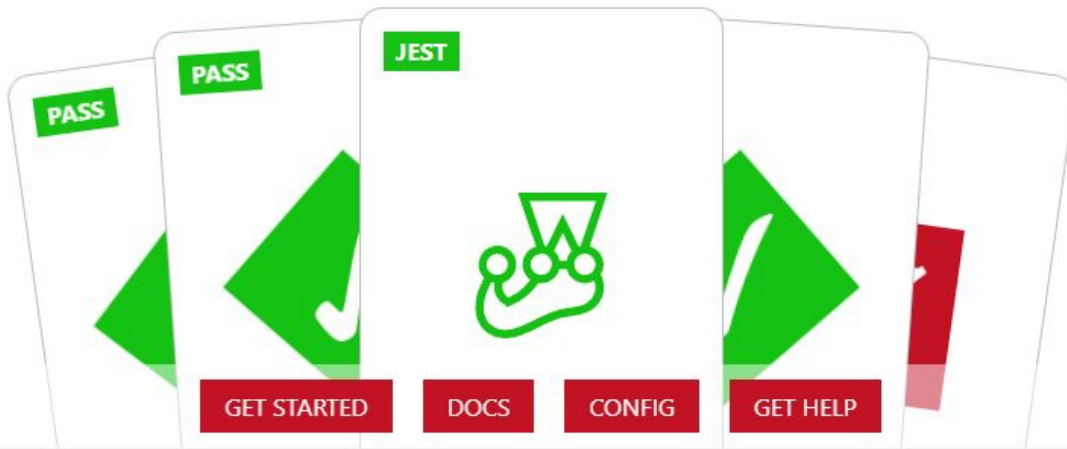 JEST
PASS
PASS
GET STARTED
DOCS
CONFIG
GET HELP